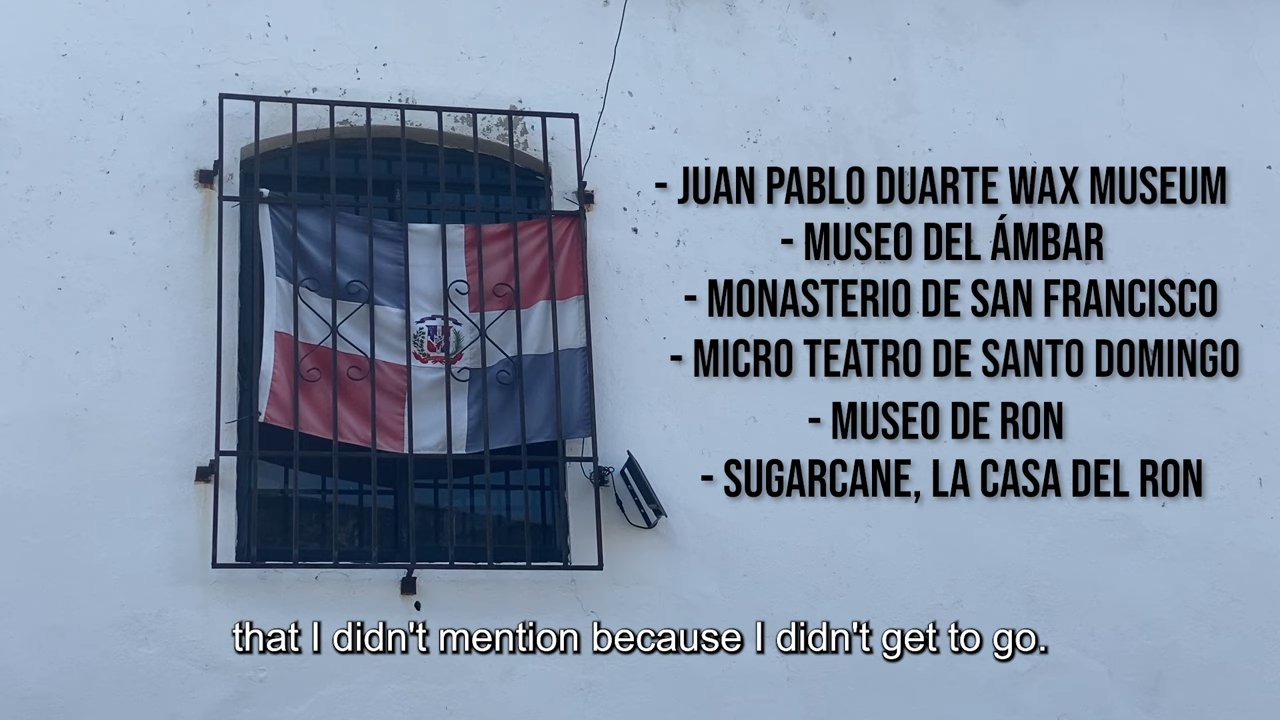 - JUAN PABLO DUARTE WAX MUSEUM
- MUSEO DEL ÁMBAR
- MONASTERIO DE SAN FRANCISCO
- MICRO TEATRO DE SANTO DOMINGO
- MUSEO DE RON
- SUGARCANE, LA CASA DEL RON
that I didn't mention because I didn't get to go.